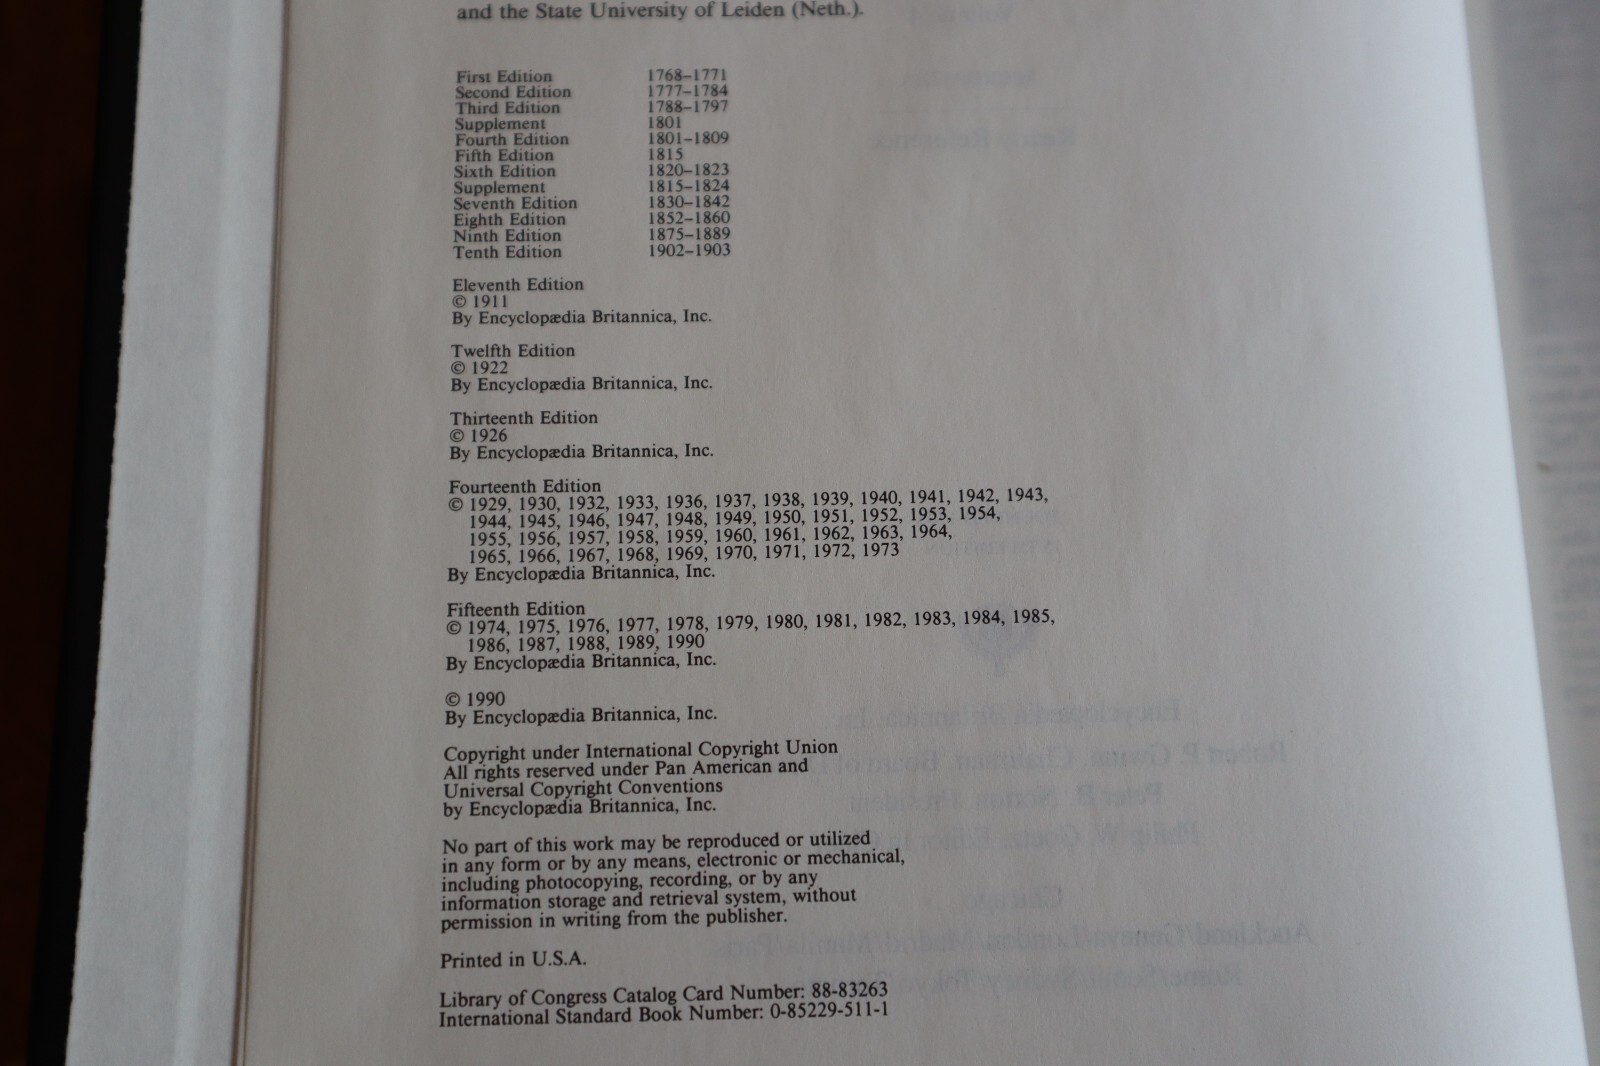 and the State University of Leiden (Neth.).
First Edition 1768–1771
Second Edition 1777–1784
Third Edition 1788–1797
Supplement 1801
Fourth Edition 1801–1809
Fifth Edition 1815
Sixth Edition 1820–1823
Supplement 1815–1824
Seventh Edition 1830–1842
Eighth Edition 1852–1860
Ninth Edition 1875–1889
Tenth Edition 1902–1903
Eleventh Edition
© 1911
By Encyclopædia Britannica, Inc.
Twelfth Edition
© 1922
By Encyclopædia Britannica, Inc.
Thirteenth Edition
© 1926
By Encyclopædia Britannica, Inc.
Fourteenth Edition
© 1929, 1930, 1932, 1933, 1936, 1937, 1938, 1939, 1940, 1941, 1942, 1943,
1944, 1945, 1946, 1947, 1948, 1949, 1950, 1951, 1952, 1953, 1954,
1955, 1956, 1957, 1958, 1959, 1960, 1961, 1962, 1963, 1964,
1965, 1966, 1967, 1968, 1969, 1970, 1971, 1972, 1973
By Encyclopædia Britannica, Inc.
Fifteenth Edition
© 1974, 1975, 1976, 1977, 1978, 1979, 1980, 1981, 1982, 1983, 1984, 1985,
1986, 1987, 1988, 1989, 1990
By Encyclopædia Britannica, Inc.
© 1990
By Encyclopædia Britannica, Inc.
Copyright under International Copyright Union
All rights reserved under Pan American and
Universal Copyright Conventions
by Encyclopædia Britannica, Inc.
No part of this work may be reproduced or utilized
in any form or by any means, electronic or mechanical,
including photocopying, recording, or by any
information storage and retrieval system, without
permission in writing from the publisher.
Printed in U.S.A.
Library of Congress Catalog Card Number: 88-83263
International Standard Book Number: 0-85229-511-1